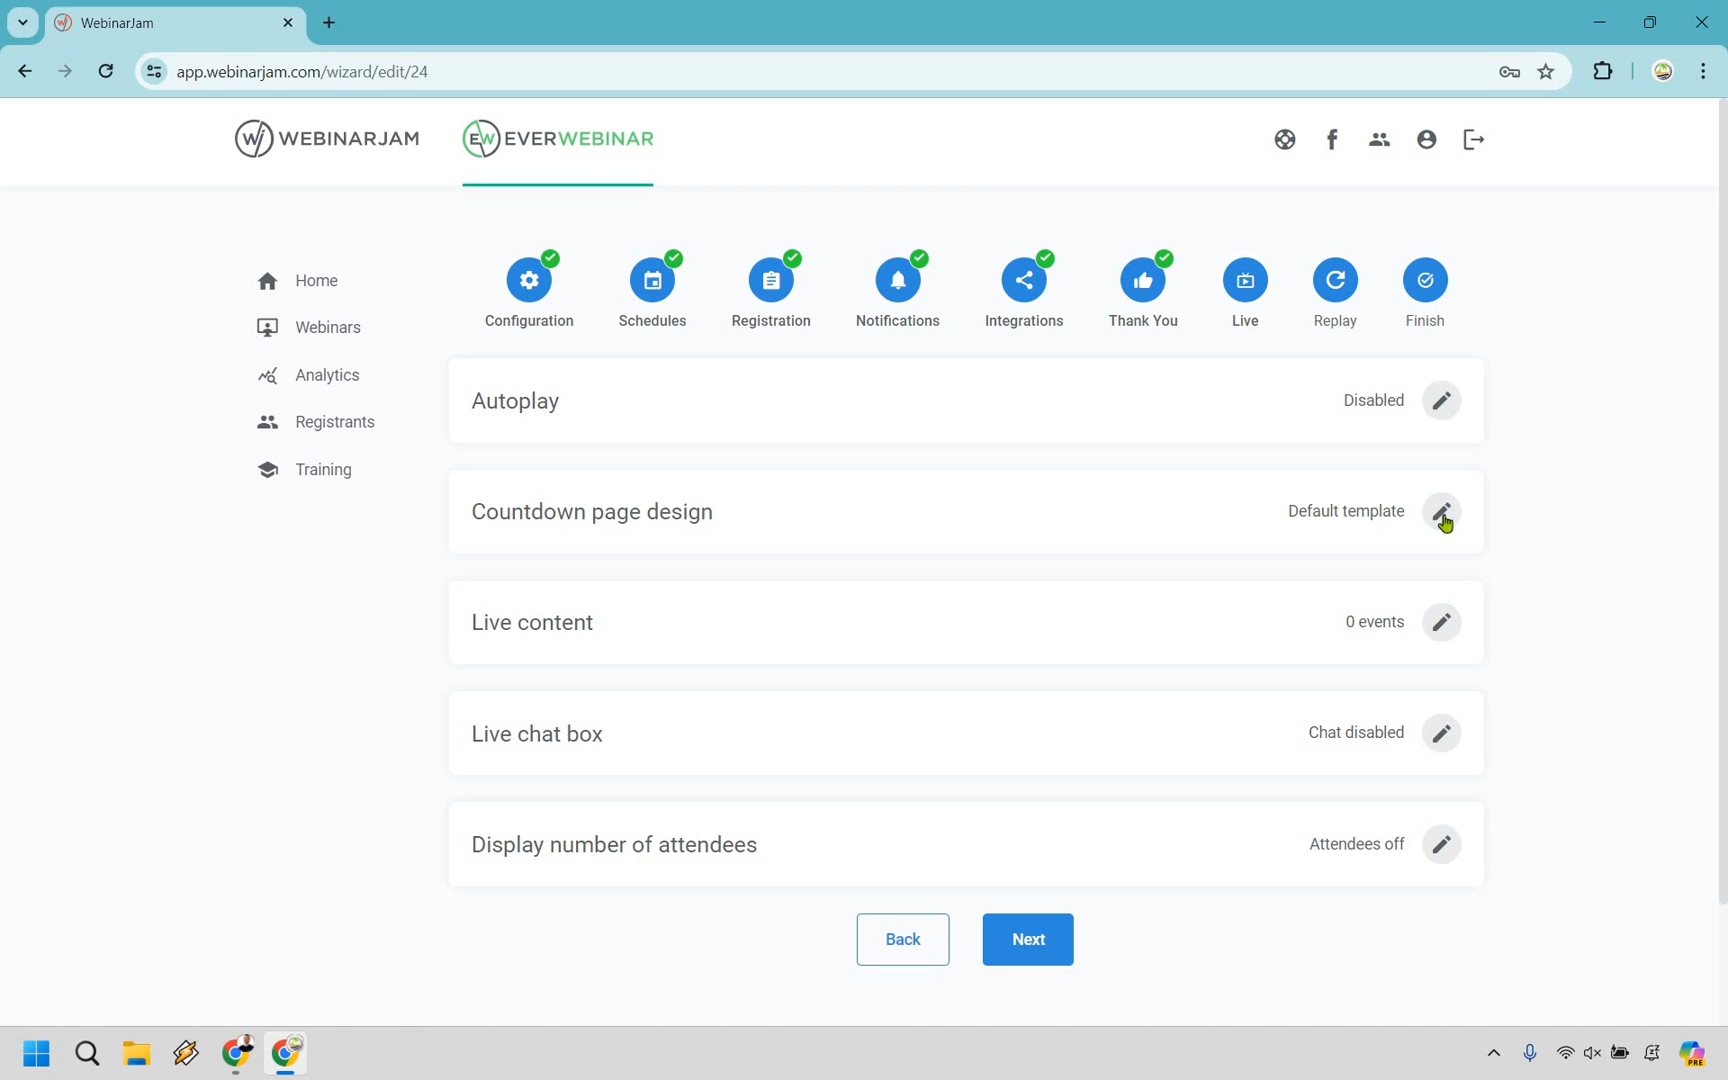 WebinarJam
app.webinarjam.com/wizard/edit/24
WEBINARJAM
EVERWEBINAR
Home
Webinars
Analytics
Registrants
Training
Configuration
Schedules
Registration
Notifications
Integrations
Thank You
Live
Replay
Finish
Autoplay
Disabled
Countdown page design
Default template
Live content
0 events
Live chat box
Chat disabled
Display number of attendees
Attendees off
Back
Next
PRE